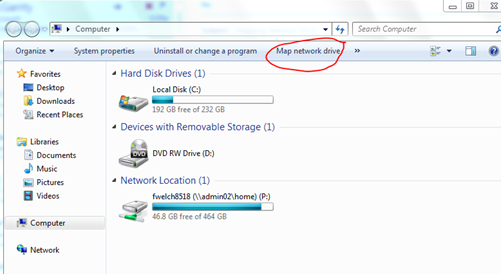 Computer
Search Computer
Organize System properties Uninstall or change a program Map network drive »
Favorites
Desktop
Downloads
Recent Places
Libraries
Documents
Music
Pictures
Videos
Computer
Network
Hard Disk Drives (1)
Local Disk (C:)
192 GB free of 232 GB
Devices with Removable Storage (1)
DVD
DVD RW Drive (D:)
Network Location (1)
fwelch8518 (\\admin02\home) (P:)
46.8 GB free of 464 GB